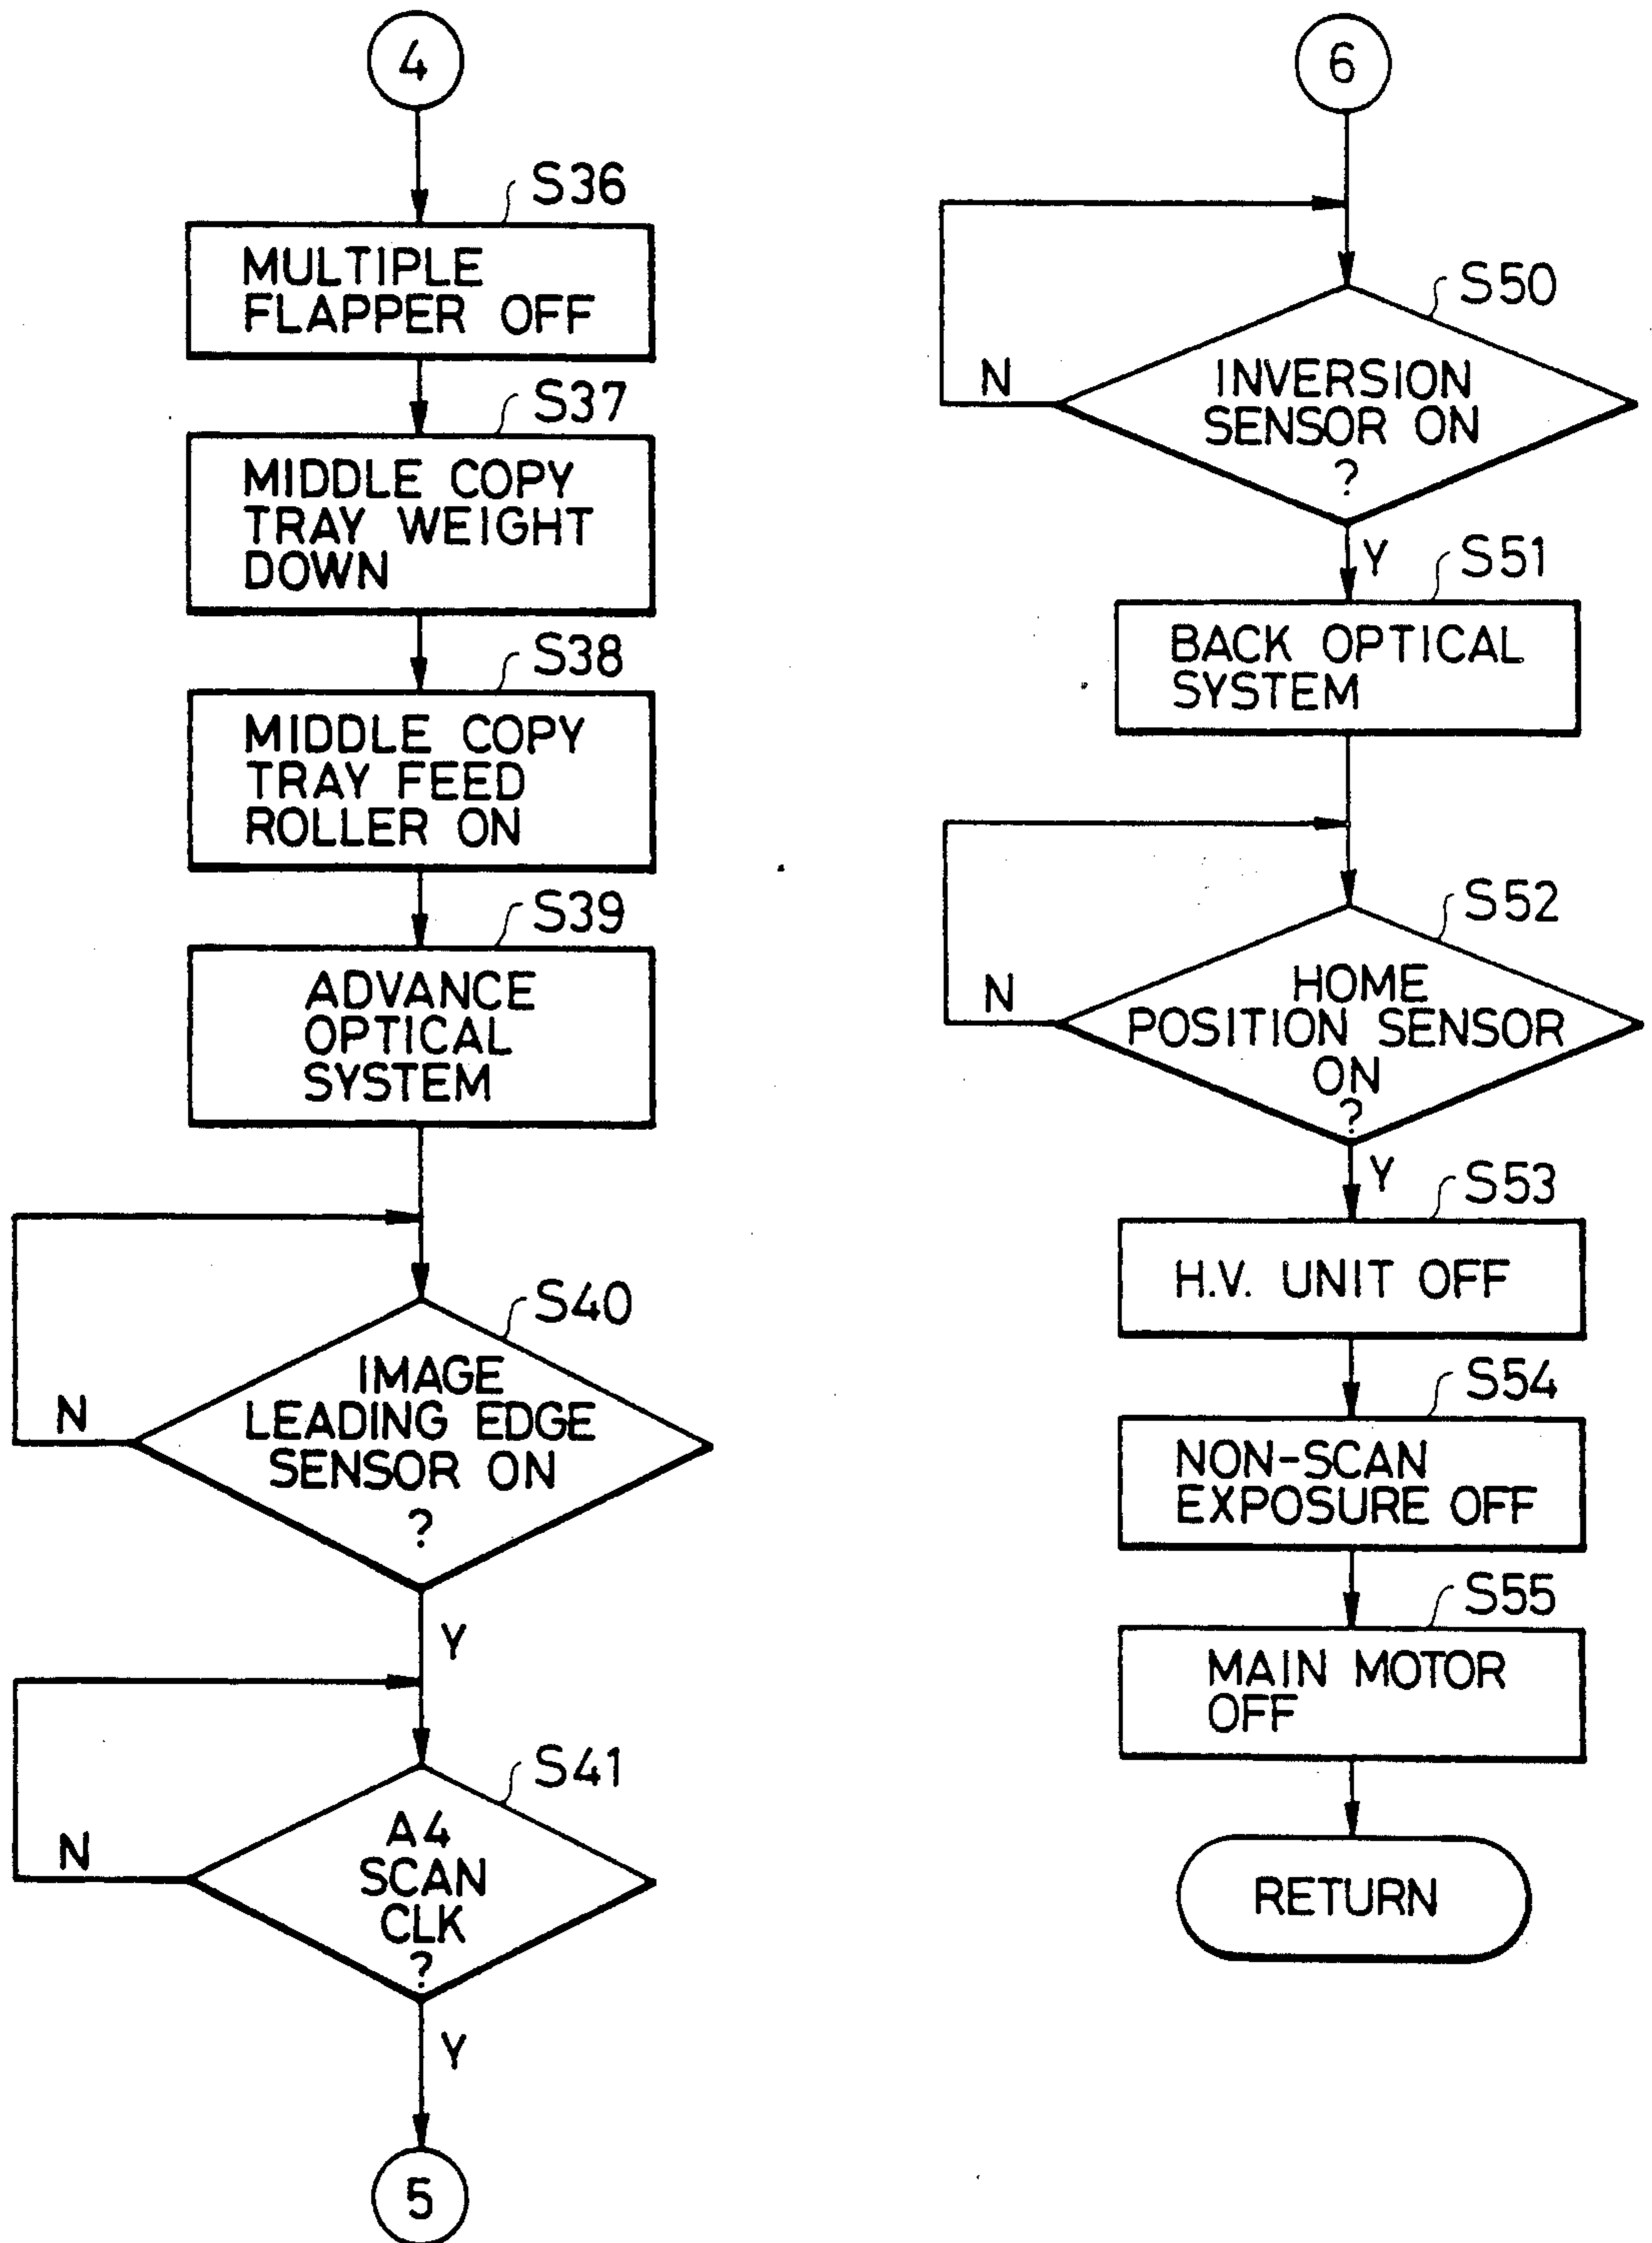 4
S36
MULTIPLE
FLAPPER OFF
S37
MIDDLE COPY
TRAY WEIGHT
DOWN
S38
MIDDLE COPY
TRAY FEED
ROLLER ON
S39
ADVANCE
OPTICAL
SYSTEM
S40
IMAGE
LEADING EDGE
SENSOR ON
?
N
Y
S41
A4
SCAN
CLK
?
N
Y
5
6
S50
INVERSION
SENSOR ON
?
N
Y
S51
BACK OPTICAL
SYSTEM
S52
HOME
POSITION SENSOR
ON
?
N
Y
S53
H.V. UNIT OFF
S54
NON-SCAN
EXPOSURE OFF
S55
MAIN MOTOR
OFF
RETURN